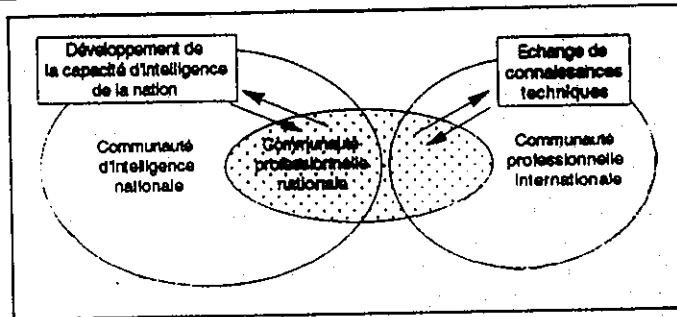 Développement de
la capacité d'intelligence
de la nation
Echange de
connaissances
techniques
Communauté
d'intelligence
nationale
Communauté
professionnelle
nationale
Communauté
professionnelle
internationale